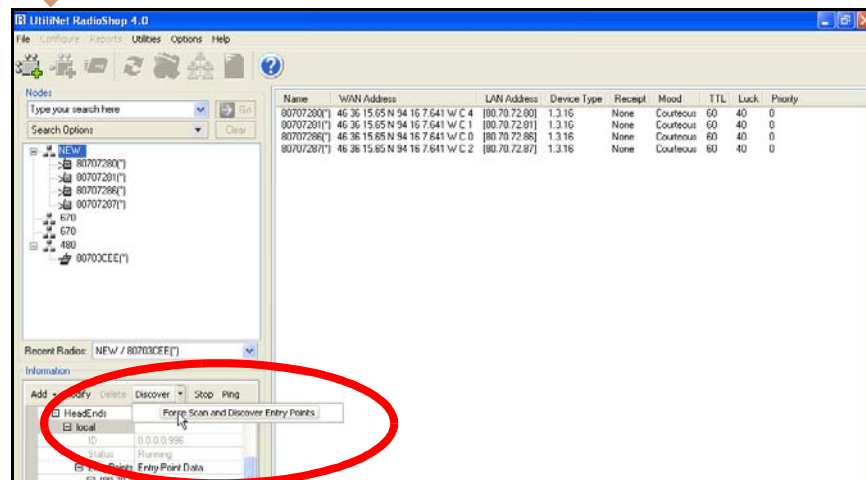 UtiliNet RadioShop 4.0
File Configure Reports Utilities Options Help
Nodes
Type your search here Go
Search Options Clear
NEW
80707280(*)
80707281(*)
80707286(*)
80707287(*)
670
670
480
80703CEE(*)
Recent Radios: NEW / 80703CEE(*)
Name WAN Address LAN Address Device Type Receipt Mood TTL Luck Priority
80707280(*) 46 36 15.65 N 94 16 7.641 W C 4 [80.70.72.80] 1.3.16 None Courteous 60 40 0
80707281(*) 46 36 15.65 N 94 16 7.641 W C 1 [80.70.72.81] 1.3.16 None Courteous 60 40 0
80707286(*) 46 36 15.65 N 94 16 7.641 W C 0 [80.70.72.86] 1.3.16 None Courteous 60 40 0
80707287(*) 46 36 15.65 N 94 16 7.641 W C 2 [80.70.72.87] 1.3.16 None Courteous 60 40 0
Information
Add Modify Delete Discover Stop Ping
Force Scan and Discover Entry Points
HeadEnds
local
ID 0.0.0.0.996
Status Running
Entry Points Entry Point Data